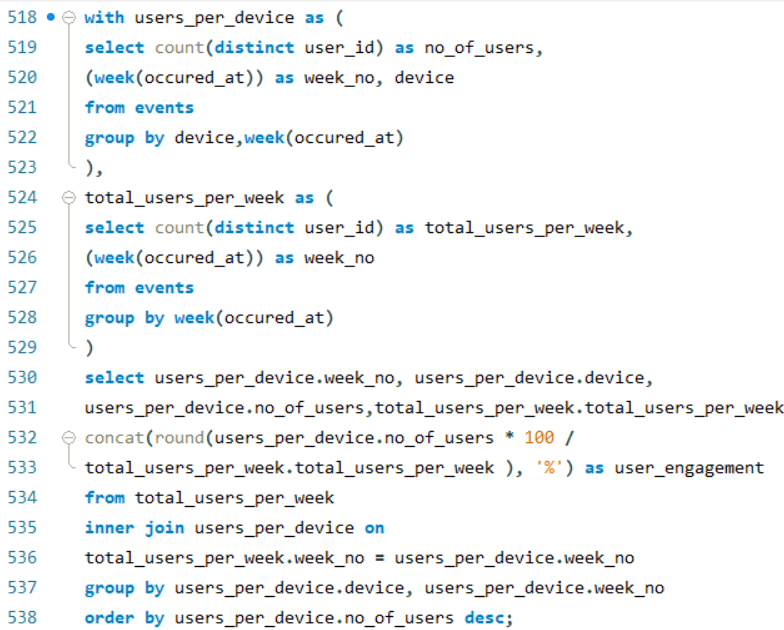 518 with users_per_device as (
519 select count(distinct user_id) as no_of_users,
520 (week(occured_at)) as week_no, device
521 from events
522 group by device,week(occured_at)
523 ),
524 total_users_per_week as (
525 select count(distinct user_id) as total_users_per_week,
526 (week(occured_at)) as week_no
527 from events
528 group by week(occured_at)
529 )
530 select users_per_device.week_no, users_per_device.device,
531 users_per_device.no_of_users,total_users_per_week.total_users_per_week
532 concat(round(users_per_device.no_of_users * 100 /
533 total_users_per_week.total_users_per_week ), '%') as user_engagement
534 from total_users_per_week
535 inner join users_per_device on
536 total_users_per_week.week_no = users_per_device.week_no
537 group by users_per_device.device, users_per_device.week_no
538 order by users_per_device.no_of_users desc;